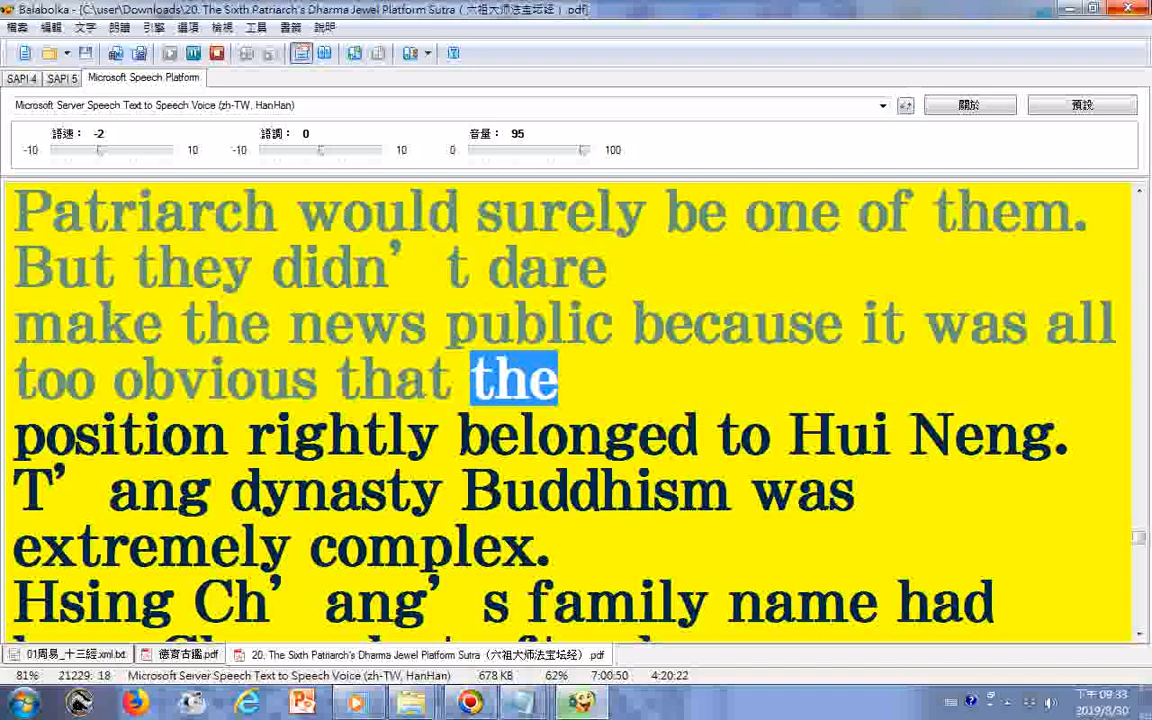 Balabolka - [C:\user\Downloads\20. The Sixth Patriarch's Dharma Jewel Platform Sutra（六祖大师法宝坛经）.pdf]
檔案 編輯 文字 朗讀 引擎 選項 檢視 工具 書籤 說明
SAPI 4 SAPI 5 Microsoft Speech Platform
Microsoft Server Speech Text to Speech Voice (zh-TW, HanHan) 關於 預設
語速： -2 語調： 0 音量： 95
-10 10 -10 10 0 100
Patriarch would surely be one of them.
But they didn’t dare
make the news public because it was all
too obvious that the
position rightly belonged to Hui Neng.
T’ang dynasty Buddhism was
extremely complex.
Hsing Ch’ang’s family name had
01周易_十三經.xml.txt 德育古鑑.pdf 20. The Sixth Patriarch's Dharma Jewel Platform Sutra（六祖大师法宝坛经）.pdf
81% 21229: 18 Microsoft Server Speech Text to Speech Voice (zh-TW, HanHan) 678 KB 62% 7:00:50 4:20:22
下午 09:33
2019/8/30